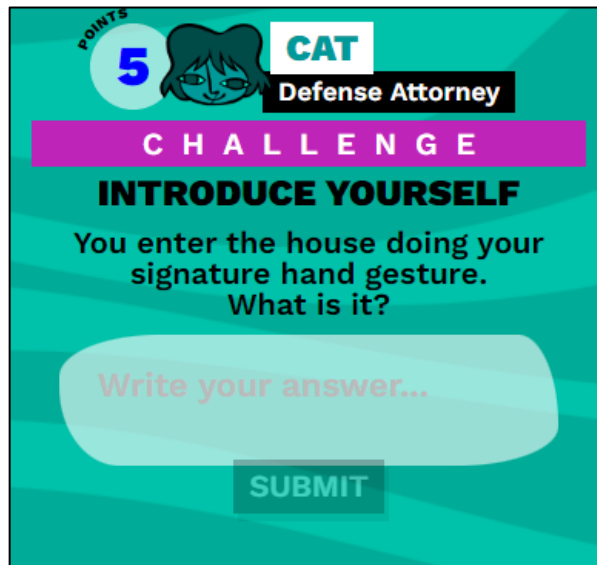 POINTS
5
CAT
Defense Attorney
CHALLENGE
INTRODUCE YOURSELF
You enter the house doing your
signature hand gesture.
What is it?
Write your answer...
SUBMIT